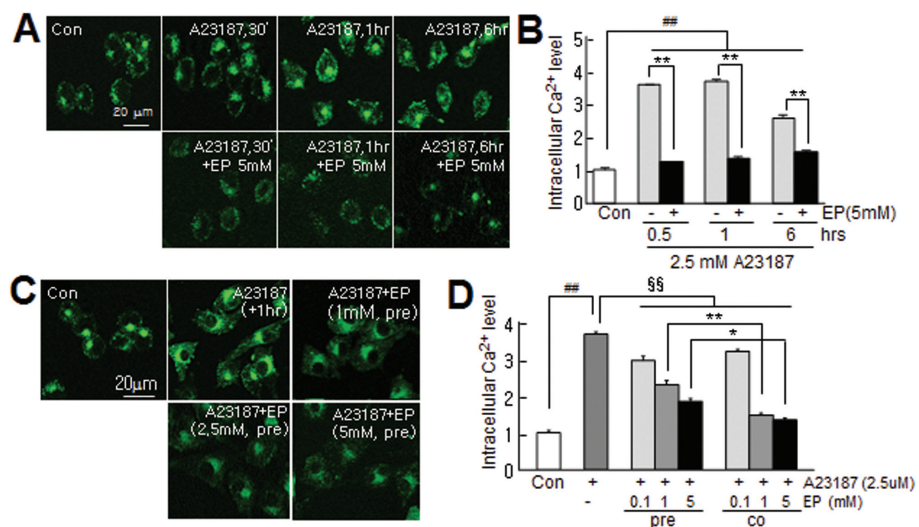 A
Con
A23187,30'
A23187,1hr
A23187,6hr
20 μm
A23187,30'
+EP 5mM
A23187,1hr
+EP 5mM
A23187,6hr
+EP 5mM
B
Intracellular Ca2+ level
5
4
3
2
1
0
##
**
**
**
Con
- + - + - + EP(5mM)
0.5 1 6 hrs
2.5 mM A23187
C
Con
A23187
(+1hr)
A23187+EP
(1mM, pre)
20μm
A23187+EP
(2,5mM, pre)
A23187+EP
(5mM, pre)
D
Intracellular Ca2+ level
4
3
2
1
0
##
§§
**
*
Con + + + + + + + A23187 (2.5uM)
- 0.1 1 5 0.1 1 5 EP (mM)
pre co